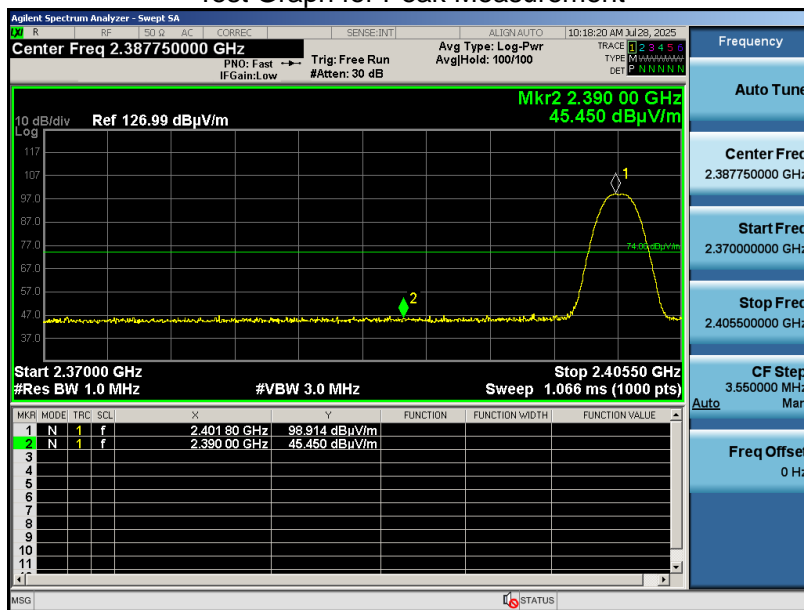 Test Graph for Peak Measurement
Agilent Spectrum Analyzer - Swept SA
LXI R RF 50 Ω AC CORREC SENSE:INT ALIGN AUTO 10:18:20 AM Jul 28, 2025
Center Freq 2.387750000 GHz
PNO: Fast
IFGain:Low
Trig: Free Run
#Atten: 30 dB
Avg Type: Log-Pwr
Avg|Hold: 100/100
TRACE 1 2 3 4 5 6
TYPE M
DET P N N N N N
Frequency
Mkr2 2.390 00 GHz
45.450 dBµV/m
10 dB/div
Log
Ref 126.99 dBµV/m
117
107
97.0
87.0
77.0
67.0
57.0
47.0
37.0
1
74.00 dBµV/m
2
Start 2.37000 GHz
Stop 2.40550 GHz
#Res BW 1.0 MHz
#VBW 3.0 MHz
Sweep 1.066 ms (1000 pts)
MKR MODE TRC SCL X Y FUNCTION FUNCTION WIDTH FUNCTION VALUE
1 N 1 f 2.401 80 GHz 98.914 dBµV/m
2 N 1 f 2.390 00 GHz 45.450 dBµV/m
3
4
5
6
7
8
9
10
11
Auto Tune
Center Freq
2.387750000 GHz
Start Freq
2.370000000 GHz
Stop Freq
2.405500000 GHz
CF Step
3.550000 MHz
Auto Man
Freq Offset
0 Hz
MSG
STATUS